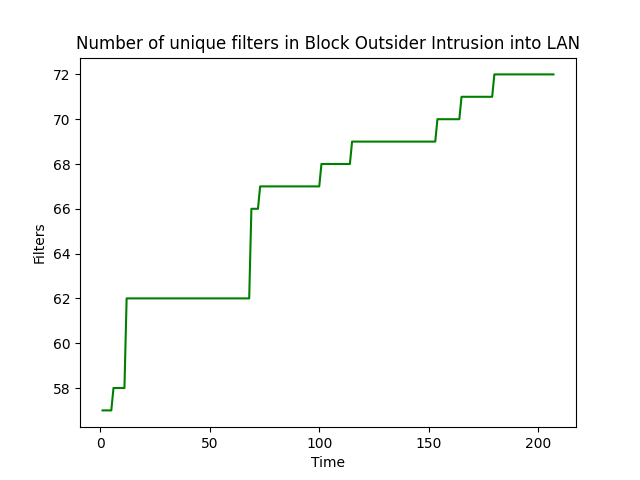 Number of unique filters in Block Outsider Intrusion into LAN
72
70
68
66
64
62
60
58
Filters
0 50 100 150 200
Time